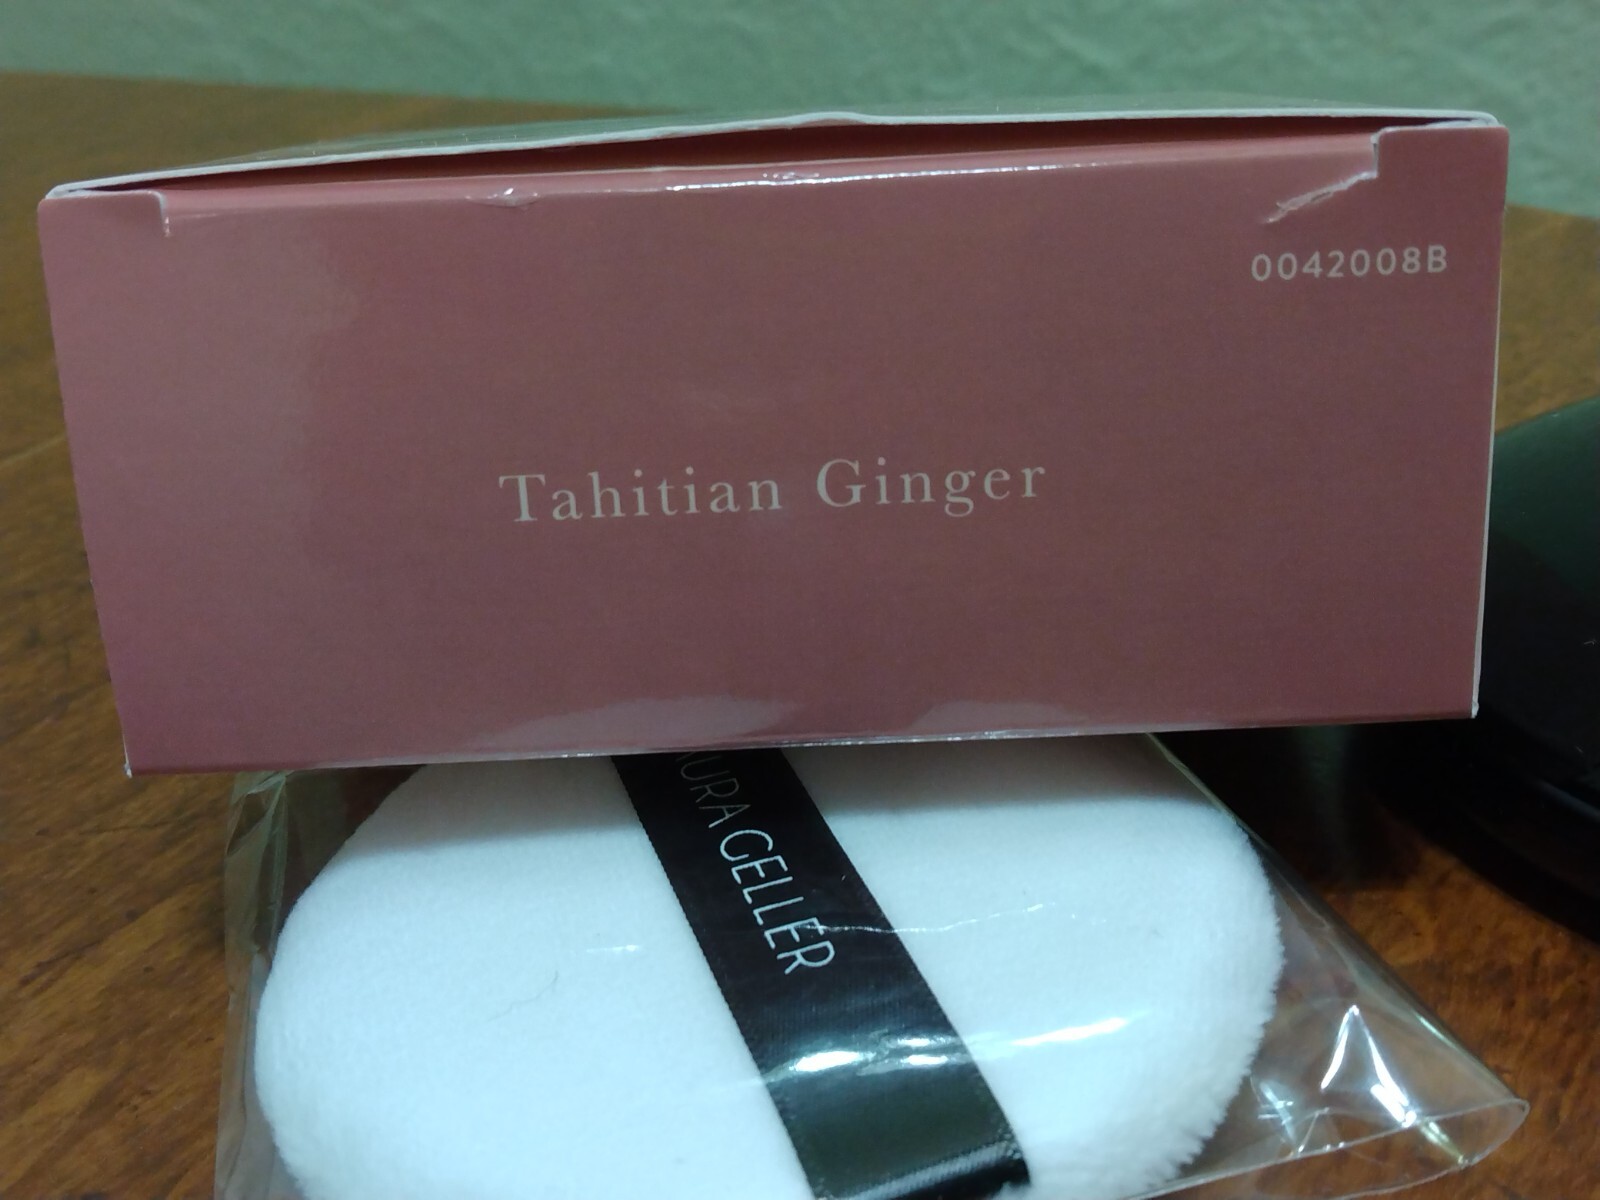 0042008B
Tahitian Ginger
URA GELLER